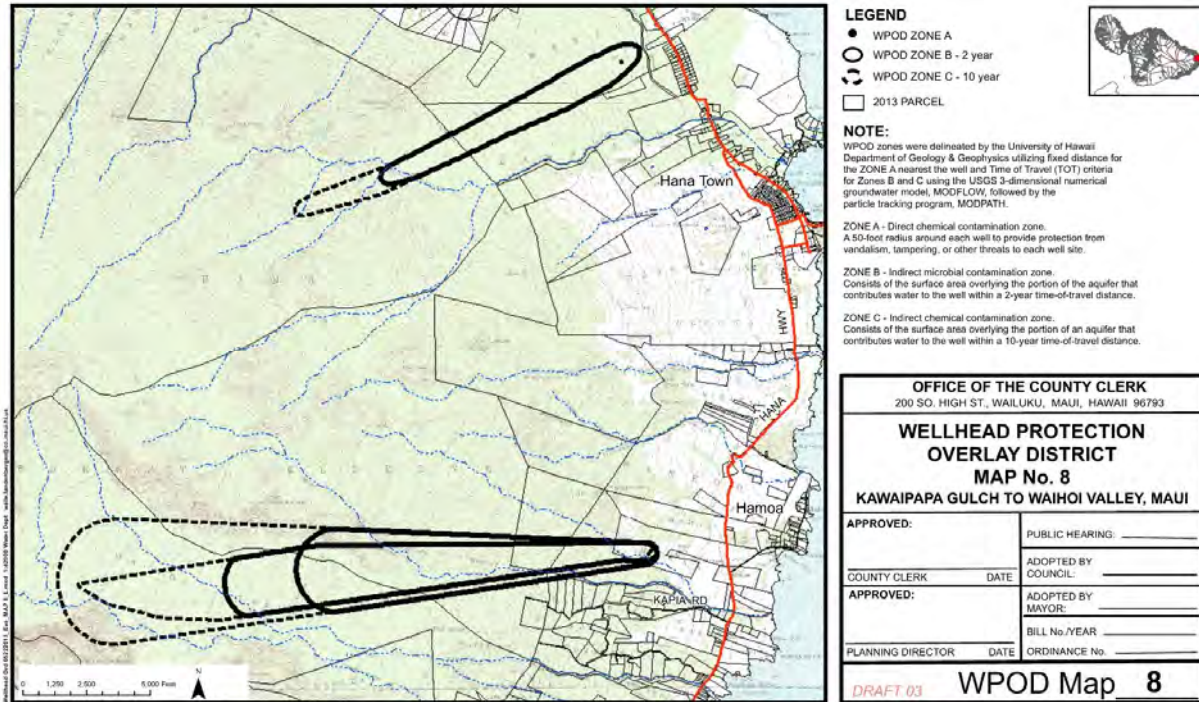 Hana Town
HWY
HANA
Hamoa
KAPIA RD
0 1,250 2,500 5,000 Feet
N
LEGEND
WPOD ZONE A
WPOD ZONE B - 2 year
WPOD ZONE C - 10 year
2013 PARCEL
NOTE:
WPOD zones were delineated by the University of Hawaii
Department of Geology & Geophysics utilizing fixed distance for
the ZONE A nearest the well and Time of Travel (TOT) criteria
for Zones B and C using the USGS 3-dimensional numerical
groundwater model, MODFLOW, followed by the
particle tracking program, MODPATH.
ZONE A - Direct chemical contamination zone.
A 50-foot radius around each well to provide protection from
vandalism, tampering, or other threats to each well site.
ZONE B - Indirect microbial contamination zone.
Consists of the surface area overlying the portion of the aquifer that
contributes water to the well within a 2-year time-of-travel distance.
ZONE C - Indirect chemical contamination zone.
Consists of the surface area overlying the portion of an aquifer that
contributes water to the well within a 10-year time-of-travel distance.
OFFICE OF THE COUNTY CLERK
200 SO. HIGH ST., WAILUKU, MAUI, HAWAII 96793
WELLHEAD PROTECTION
OVERLAY DISTRICT
MAP No. 8
KAWAIPAPA GULCH TO WAIHOI VALLEY, MAUI
APPROVED:
COUNTY CLERK DATE
APPROVED:
PLANNING DIRECTOR DATE
PUBLIC HEARING:
ADOPTED BY
COUNCIL:
ADOPTED BY
MAYOR:
BILL No./YEAR
ORDINANCE No.
DRAFT 03 WPOD Map 8